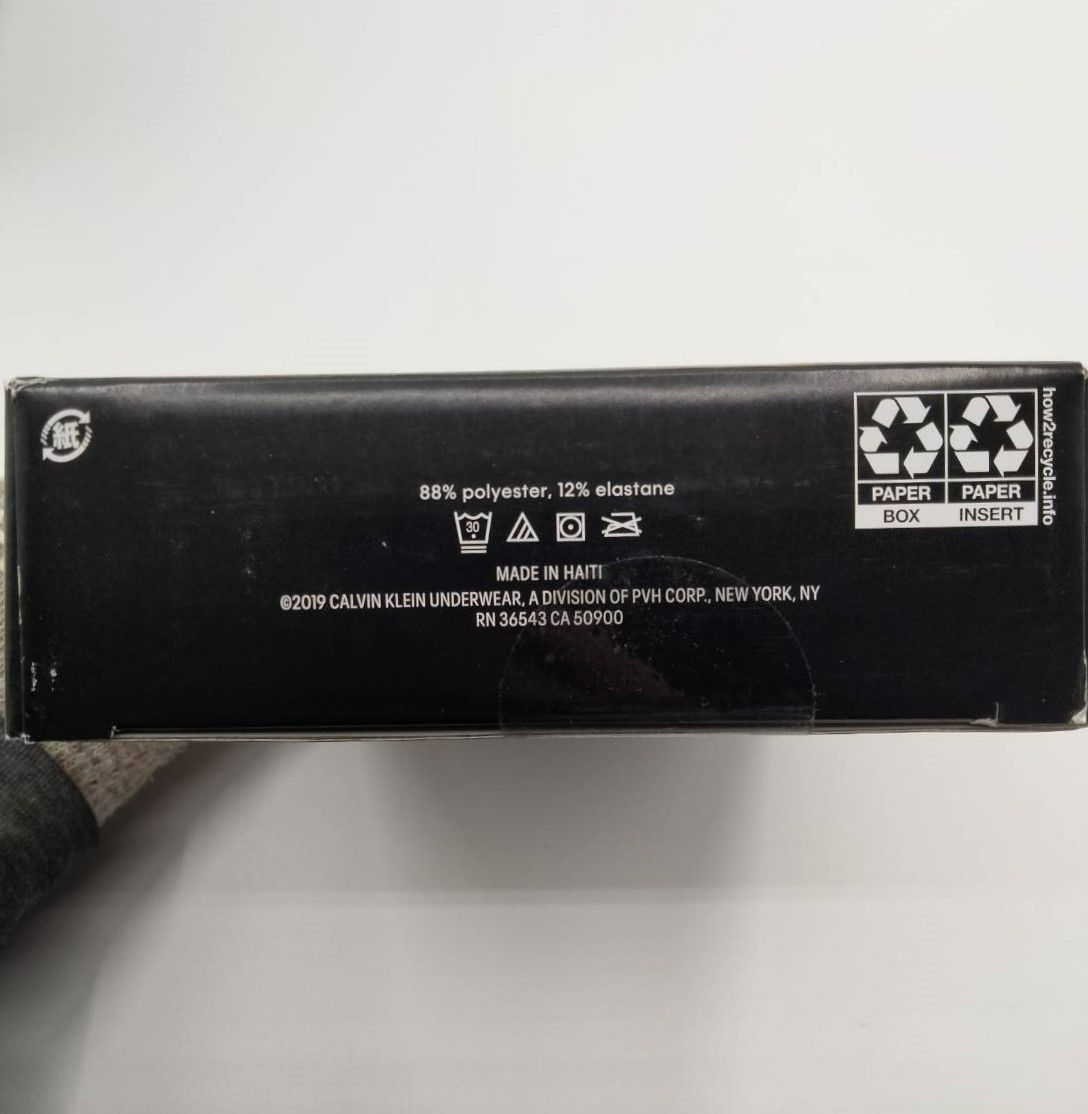 紙
88% polyester, 12% elastane
30
MADE IN HAITI
©2019 CALVIN KLEIN UNDERWEAR, A DIVISION OF PVH CORP., NEW YORK, NY
RN 36543 CA 50900
PAPER
BOX
PAPER
INSERT
how2recycle.info